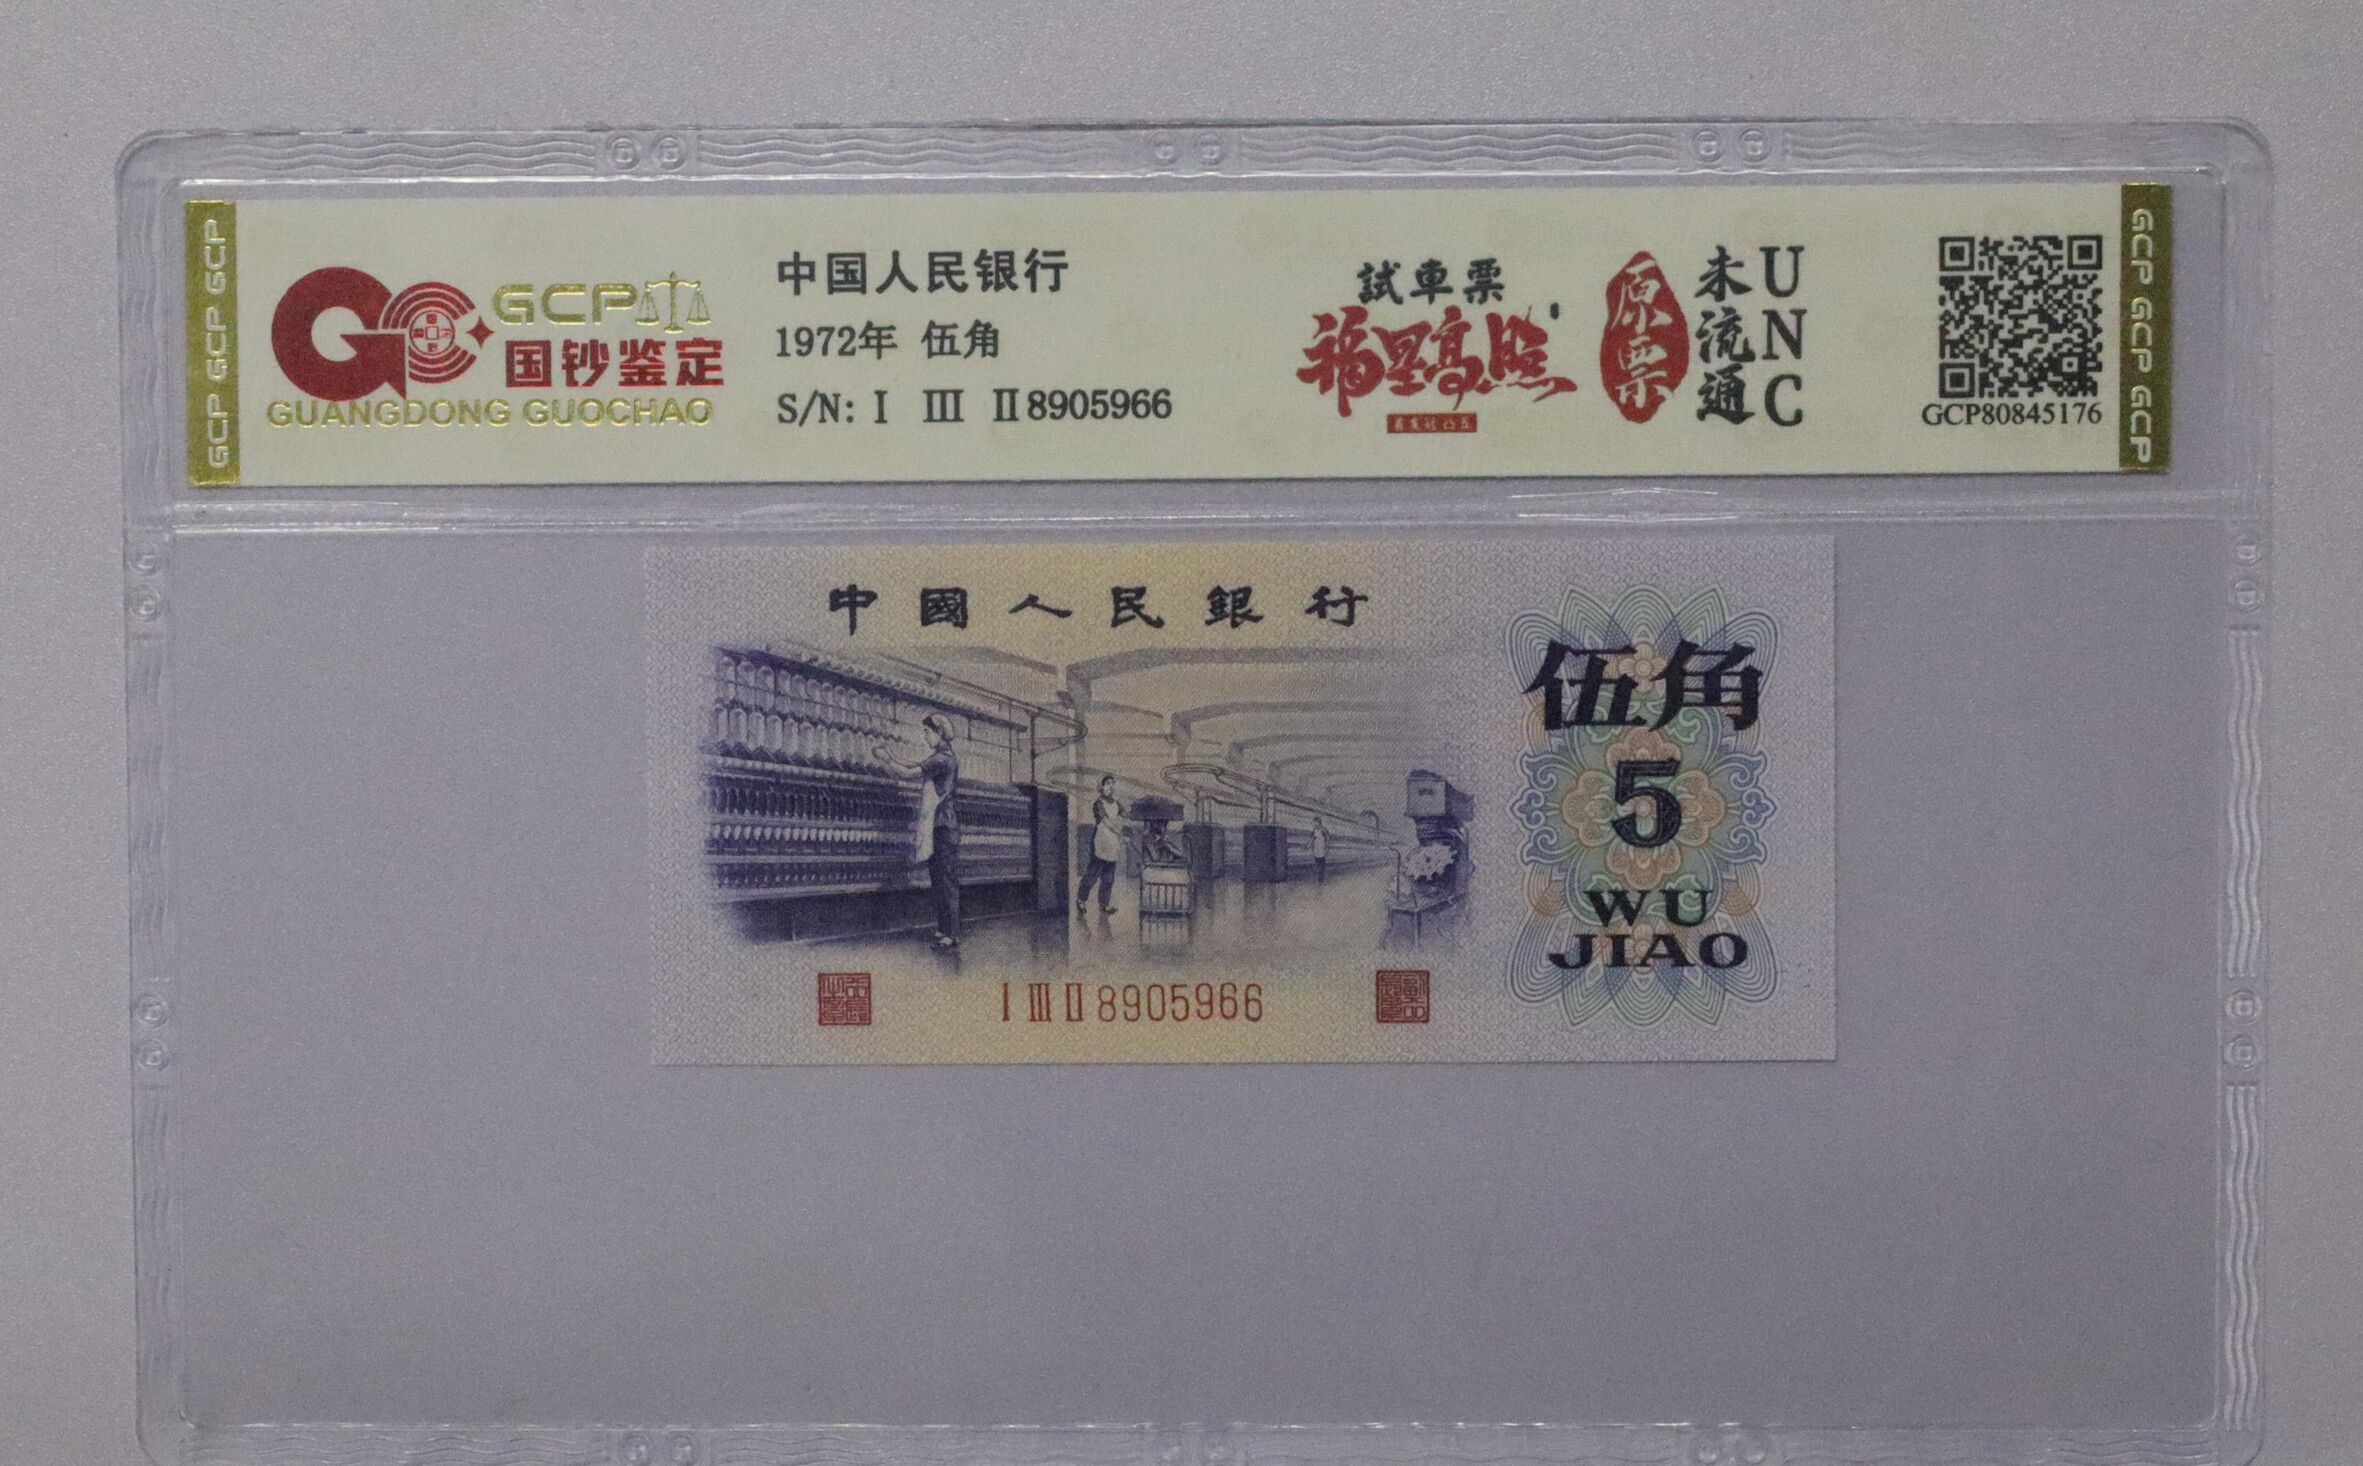 GCP GCP GCP
GCP
国钞鉴定
GUANGDONG GUOCHAO
中国人民银行
1972年 伍角
S/N: I III II8905966
試車票
福星高照
原票
未流通
UNC
GCP80845176
GCP GCP GCP
中國人民銀行
伍角
5
WU
JIAO
I III II 8905966